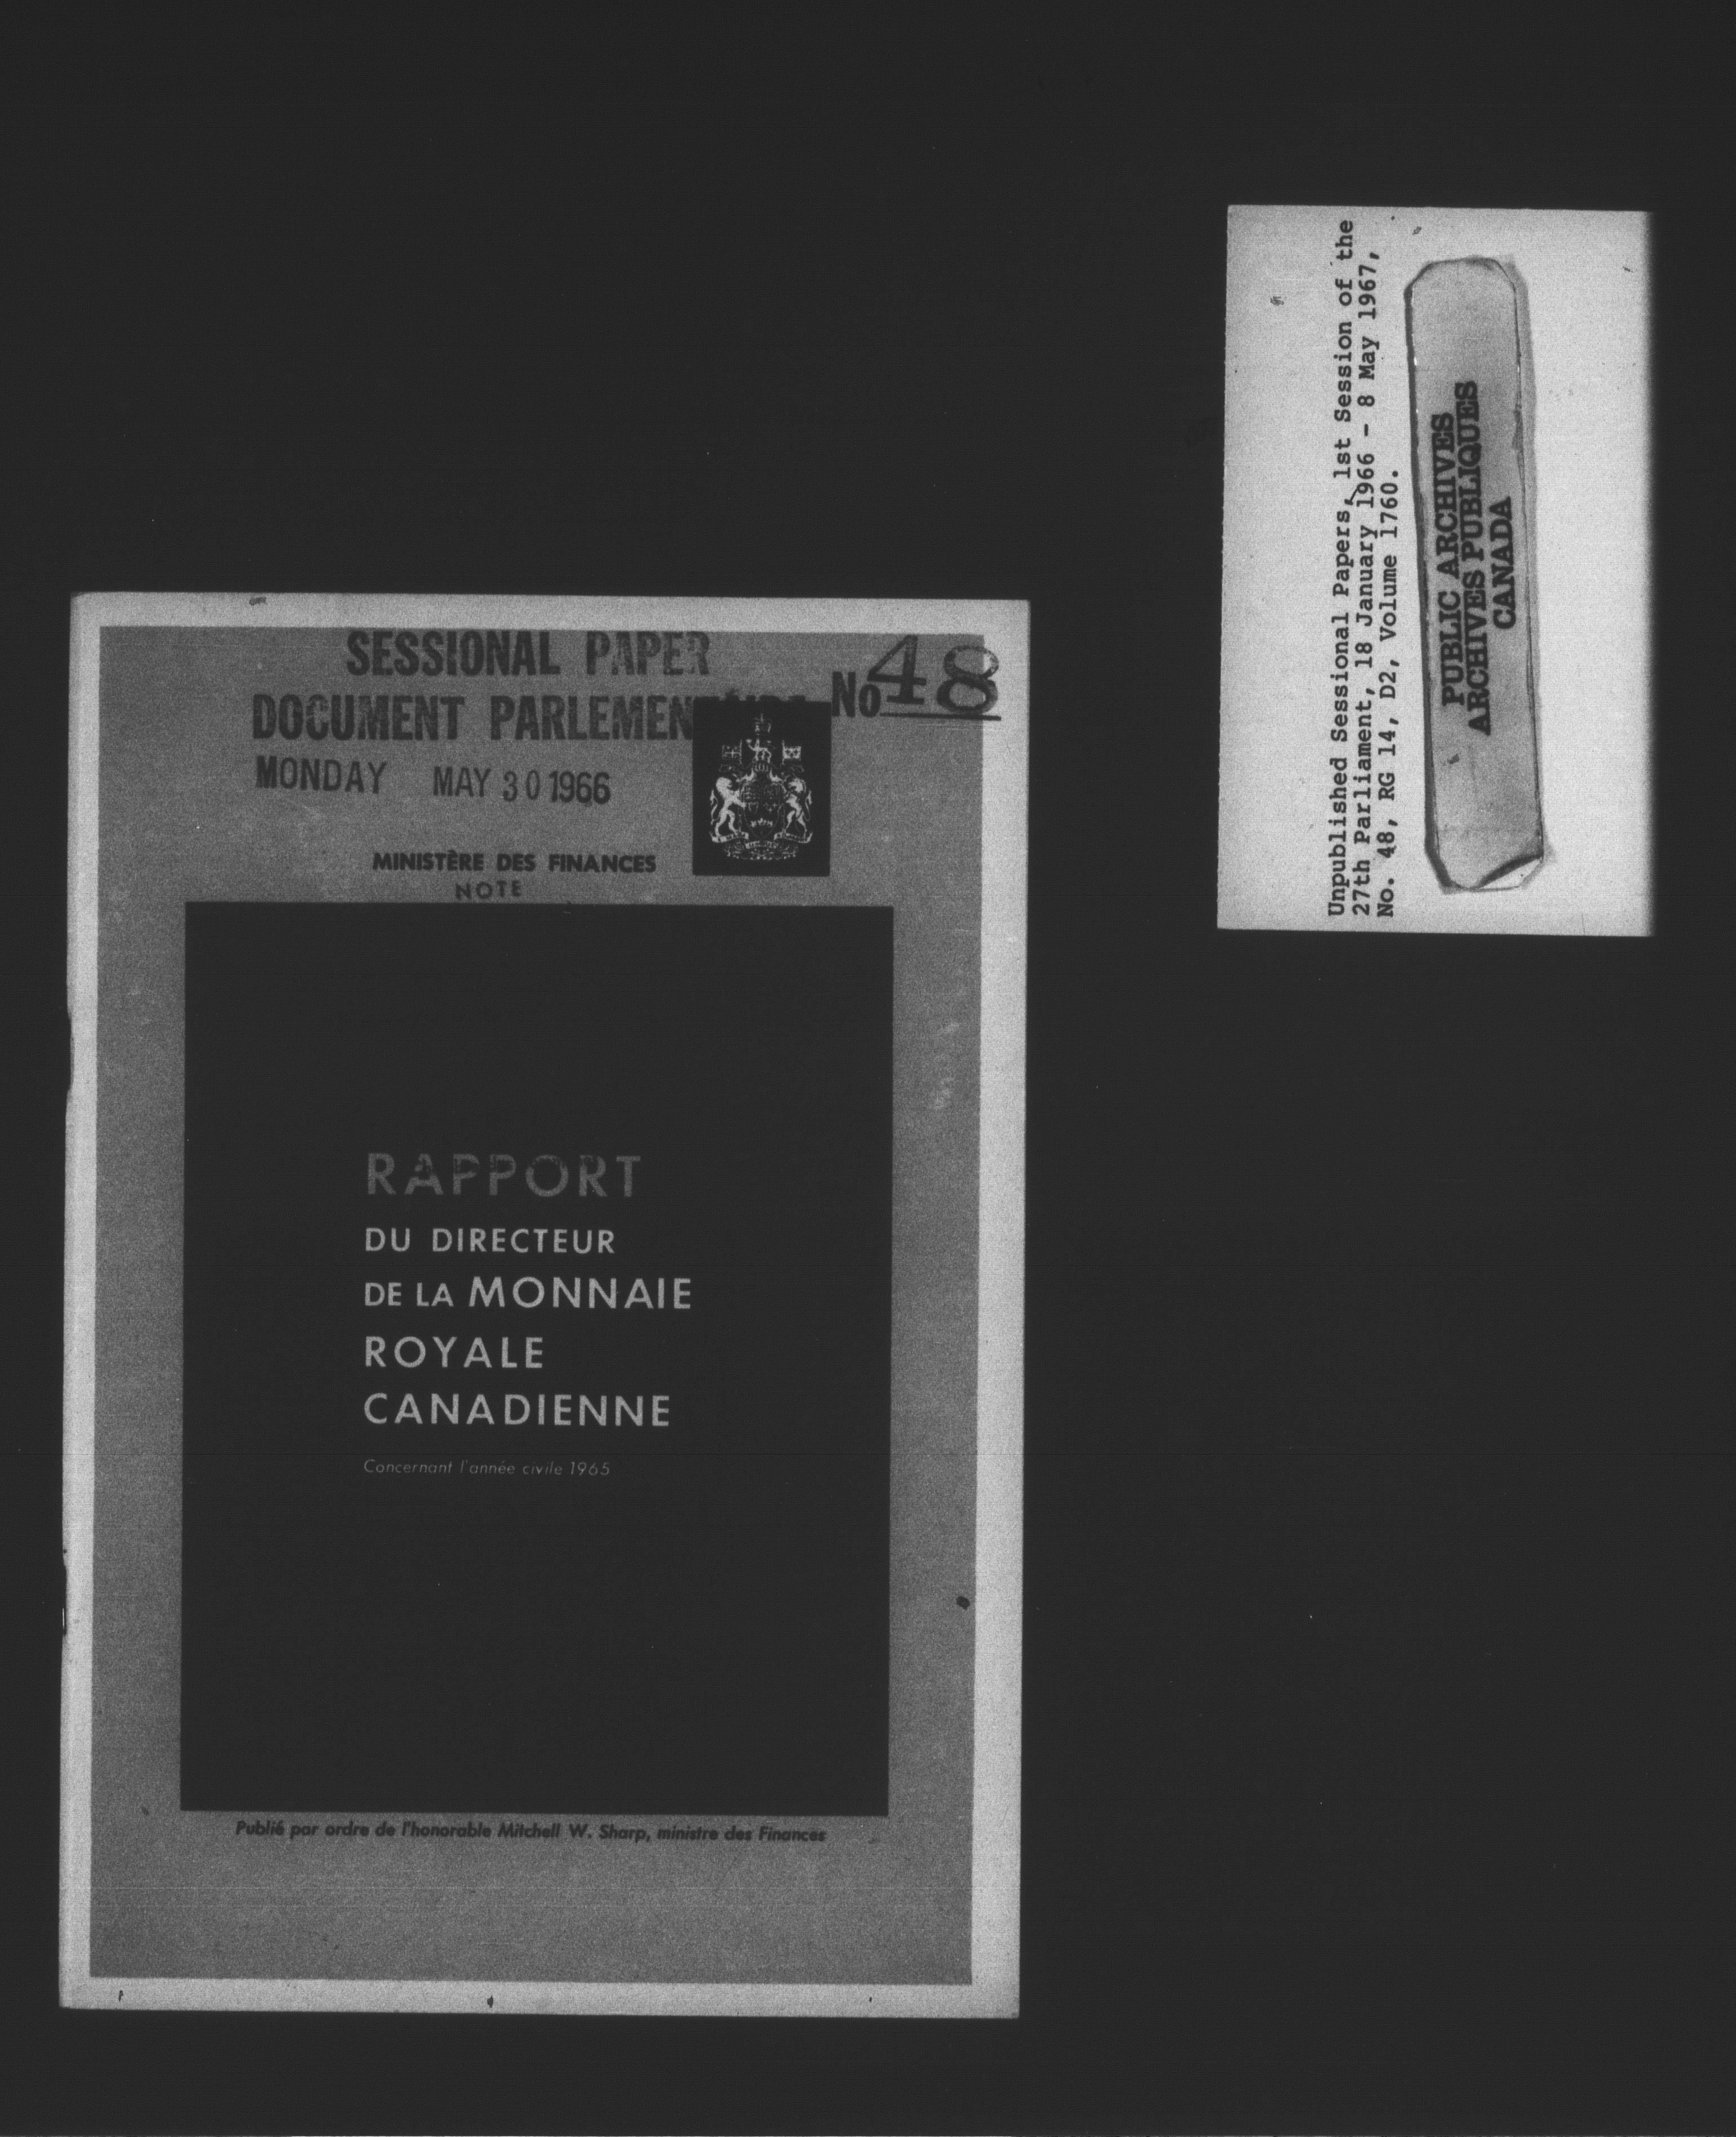 SESSIONAL PAPER
DOCUMENT PARLEMENTAIRE No 48
MONDAY MAY 30 1966
MINISTÈRE DES FINANCES
NOTE
RAPPORT
DU DIRECTEUR
DE LA MONNAIE
ROYALE
CANADIENNE
Concernant l'année civile 1965
Publié par ordre de l'honorable Mitchell W. Sharp, ministre des Finances
Unpublished Sessional Papers, 1st Session of the
27th Parliament, 18 January 1966 - 8 May 1967,
No. 48, RG 14, D2, Volume 1760.
PUBLIC ARCHIVES
ARCHIVES PUBLIQUES
CANADA